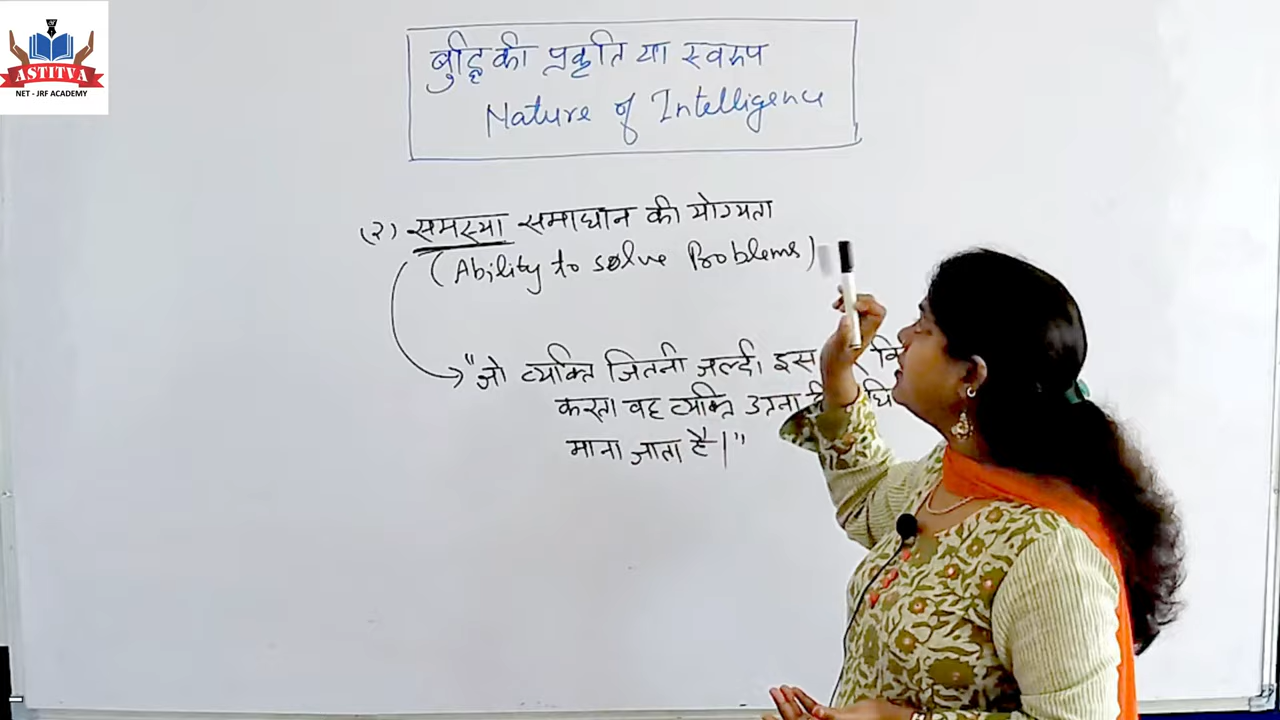 ASTITVA
NET - JRF ACADEMY
बुद्धि की प्रकृति या स्वरूप
Nature of Intelligence
(२) समस्या समाधान की योग्यता
(Ability to solve Problems)
"जो व्यक्ति जितनी जल्दी इस
करता वह व्यक्ति उतना
माना जाता है।"